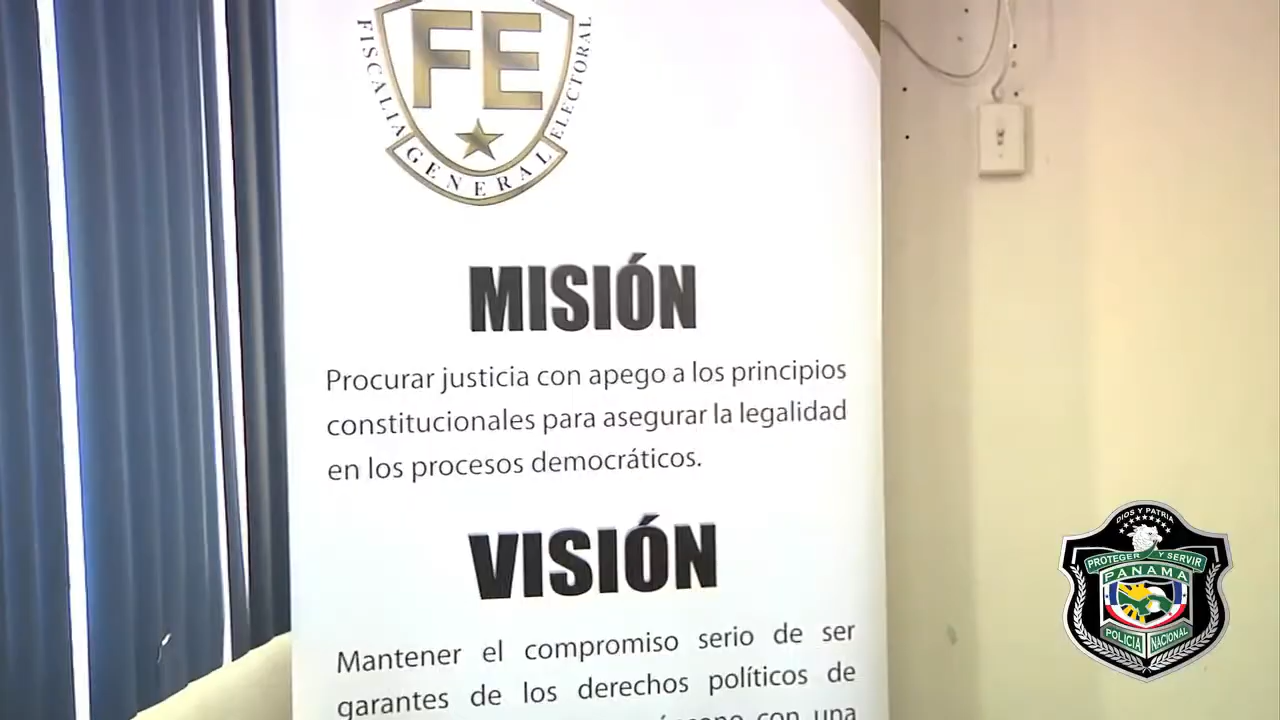 FE
FISCALIA GENERAL ELECTORAL
MISIÓN
Procurar justicia con apego a los principios
constitucionales para asegurar la legalidad
en los procesos democráticos.
VISIÓN
Mantener el compromiso serio de ser
garantes de los derechos políticos de
con una
DIOS Y PATRIA
PROTEGER Y SERVIR
PANAMA
POLICIA NACIONAL